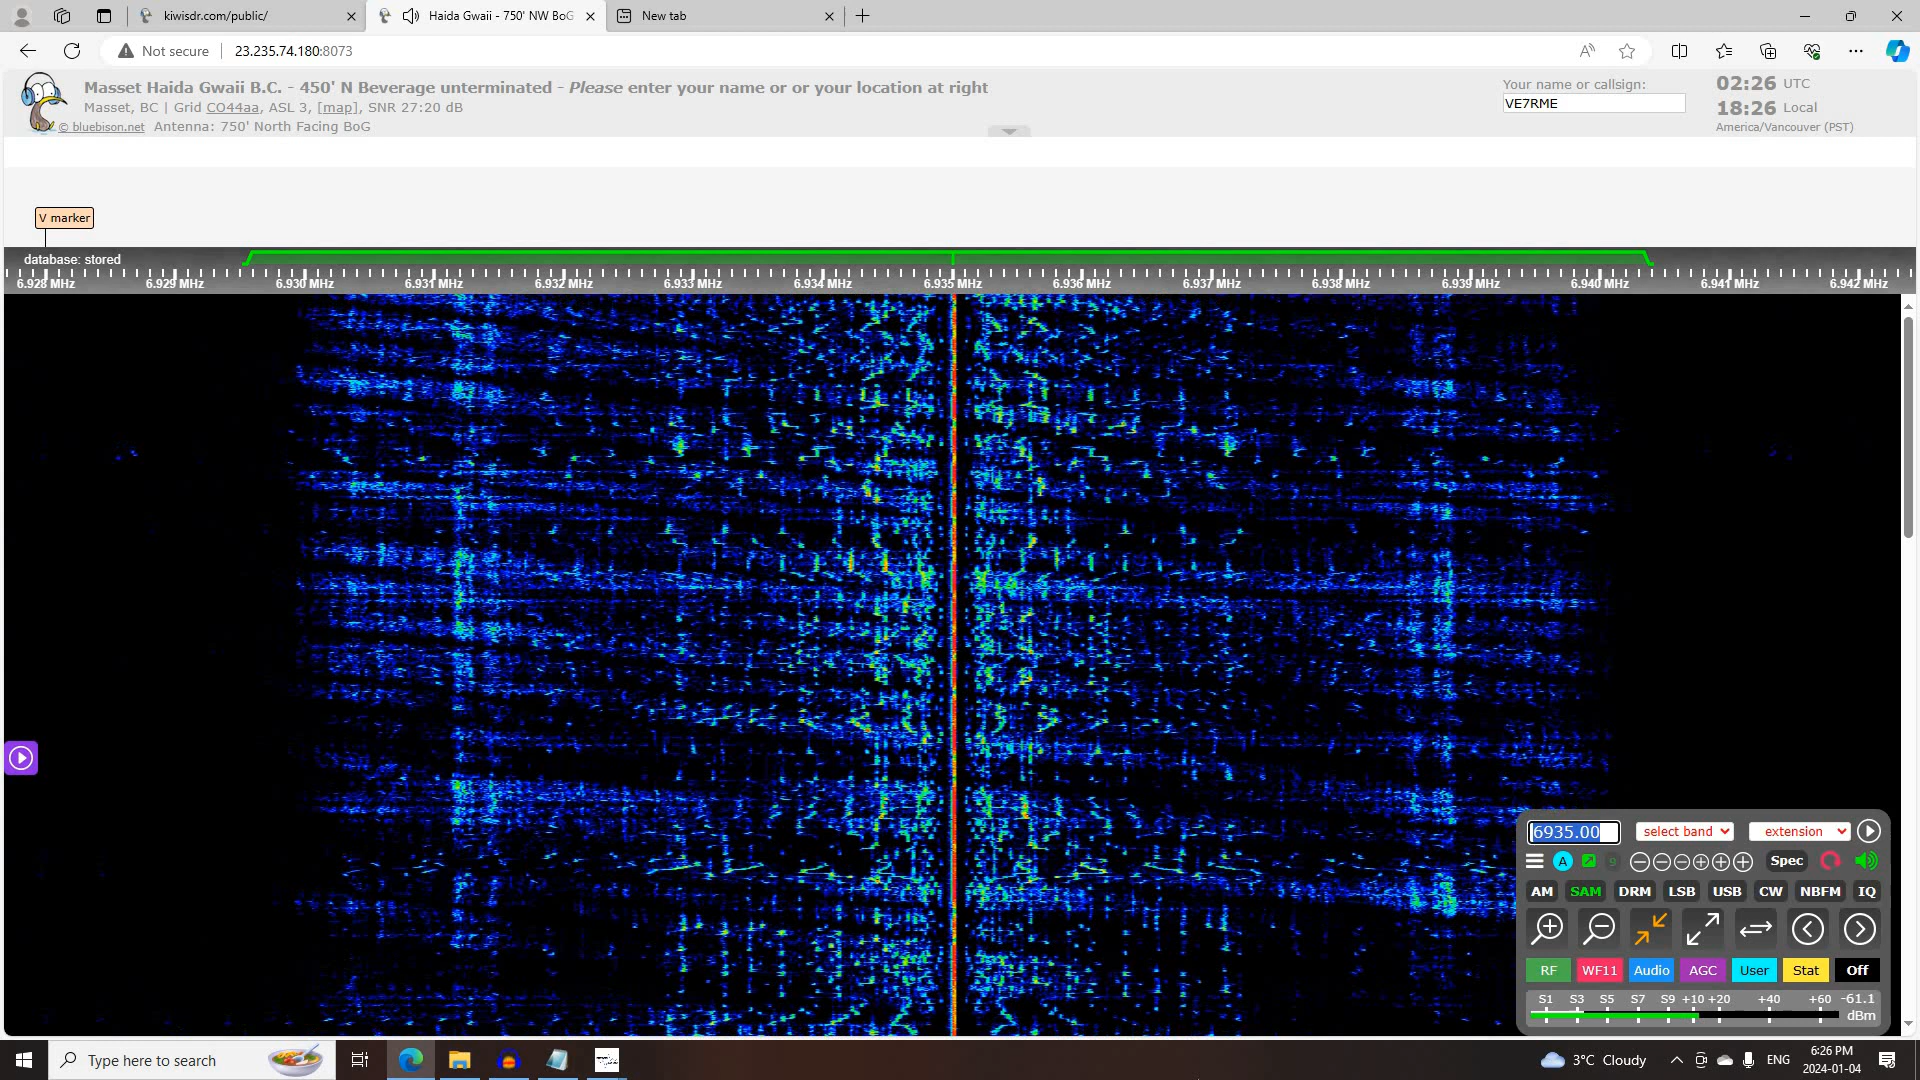 kiwisdr.com/public/
Haida Gwaii - 750' NW BoG
New tab
Not secure
23.235.74.180:8073
Masset Haida Gwaii B.C. - 450' N Beverage unterminated - Please enter your name or or your location at right
Masset, BC | Grid CO44aa, ASL 3, [map], SNR 27:20 dB
© bluebison.net Antenna: 750' North Facing BoG
Your name or callsign:
VE7RME
02:26 UTC
18:26 Local
America/Vancouver (PST)
V marker
database: stored
6.928 MHz 6.929 MHz 6.930 MHz 6.931 MHz 6.932 MHz 6.933 MHz 6.934 MHz 6.935 MHz 6.936 MHz 6.937 MHz 6.938 MHz 6.939 MHz 6.940 MHz 6.941 MHz 6.942 MHz
6935.00 select band extension
A 9 Spec
AM SAM DRM LSB USB CW NBFM IQ
RF WF11 Audio AGC User Stat Off
S1 S3 S5 S7 S9 +10 +20 +40 +60 -61.1
dBm
Type here to search
3°C Cloudy
ENG
6:26 PM
2024-01-04